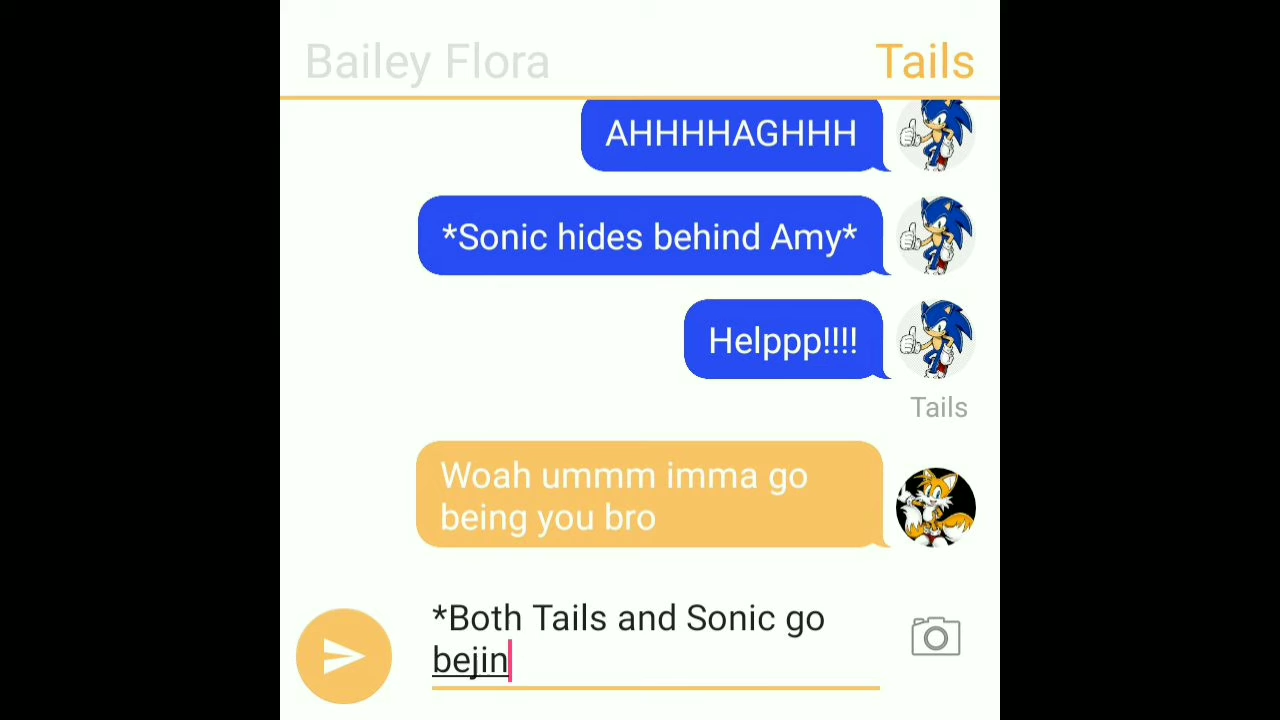 Bailey Flora
Tails
AHHHHAGHHH
*Sonic hides behind Amy*
Helppp!!!!
Tails
Woah ummm imma go
being you bro
*Both Tails and Sonic go
bejin